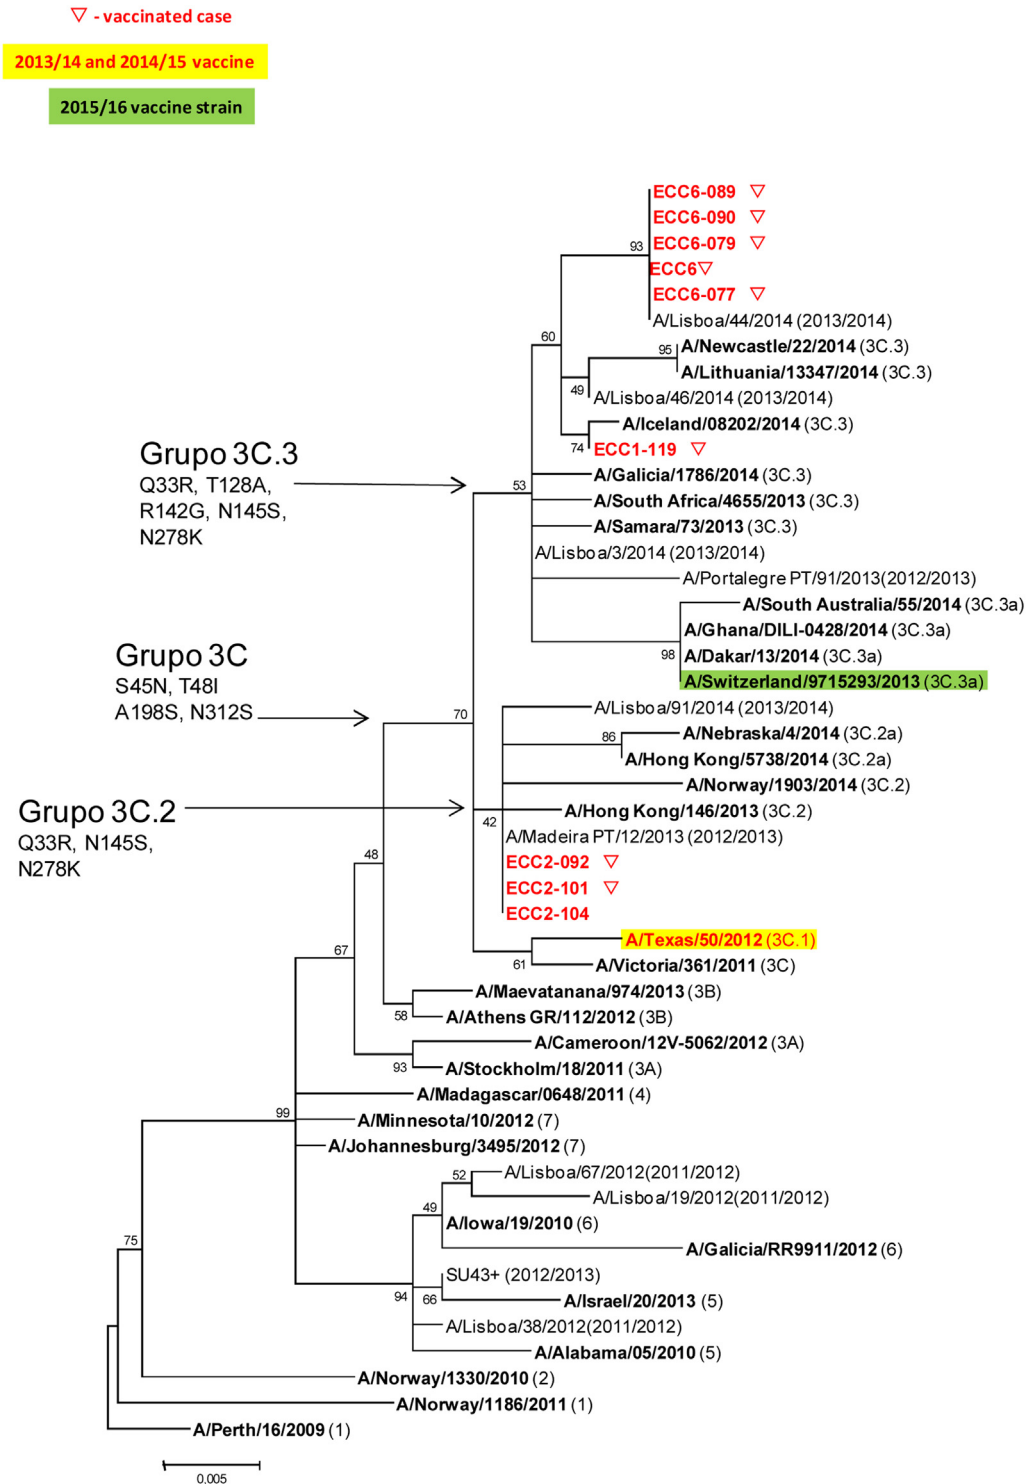 ▽ - vaccinated case
2013/14 and 2014/15 vaccine
2015/16 vaccine strain
ECC6-089 ▽
ECC6-090 ▽
ECC6-079 ▽
93
ECC6▽
ECC6-077 ▽
A/Lisboa/44/2014 (2013/2014)
60
95
A/Newcastle/22/2014 (3C.3)
A/Lithuania/13347/2014 (3C.3)
49
A/Lisboa/46/2014 (2013/2014)
A/Iceland/08202/2014 (3C.3)
74
ECC1-119 ▽
Grupo 3C.3
Q33R, T128A,
R142G, N145S,
N278K
53
A/Galicia/1786/2014 (3C.3)
A/South Africa/4655/2013 (3C.3)
A/Samara/73/2013 (3C.3)
A/Lisboa/3/2014 (2013/2014)
A/Portalegre PT/91/2013(2012/2013)
A/South Australia/55/2014 (3C.3a)
A/Ghana/DILI-0428/2014 (3C.3a)
98
A/Dakar/13/2014 (3C.3a)
A/Switzerland/9715293/2013 (3C.3a)
Grupo 3C
S45N, T48I
A198S, N312S
70
A/Lisboa/91/2014 (2013/2014)
86
A/Nebraska/4/2014 (3C.2a)
A/Hong Kong/5738/2014 (3C.2a)
A/Norway/1903/2014 (3C.2)
Grupo 3C.2
Q33R, N145S,
N278K
A/Hong Kong/146/2013 (3C.2)
42
A/Madeira PT/12/2013 (2012/2013)
48
ECC2-092 ▽
ECC2-101 ▽
ECC2-104
A/Texas/50/2012 (3C.1)
67
61
A/Victoria/361/2011 (3C)
A/Maevatanana/974/2013 (3B)
58
A/Athens GR/112/2012 (3B)
A/Cameroon/12V-5062/2012 (3A)
93
A/Stockholm/18/2011 (3A)
A/Madagascar/0648/2011 (4)
99
A/Minnesota/10/2012 (7)
A/Johannesburg/3495/2012 (7)
52
A/Lisboa/67/2012(2011/2012)
A/Lisboa/19/2012(2011/2012)
49
A/Iowa/19/2010 (6)
75
A/Galicia/RR9911/2012 (6)
SU43+ (2012/2013)
94
66
A/Israel/20/2013 (5)
A/Lisboa/38/2012(2011/2012)
A/Alabama/05/2010 (5)
A/Norway/1330/2010 (2)
A/Norway/1186/2011 (1)
A/Perth/16/2009 (1)
0.005